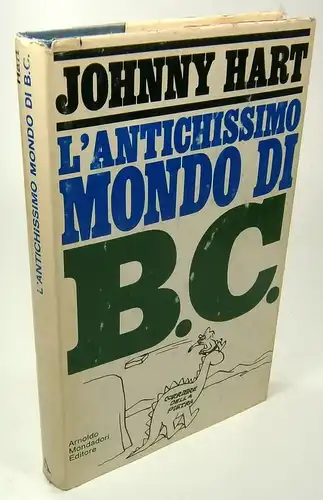 HART
L'ANTICHISSIMO MONDO DI B.C.
JOHNNY HART
L'ANTICHISSIMO
MONDO DI
B.C.
CORRIERE
DELLA
PIETRA
Arnoldo
Mondadori
Editore